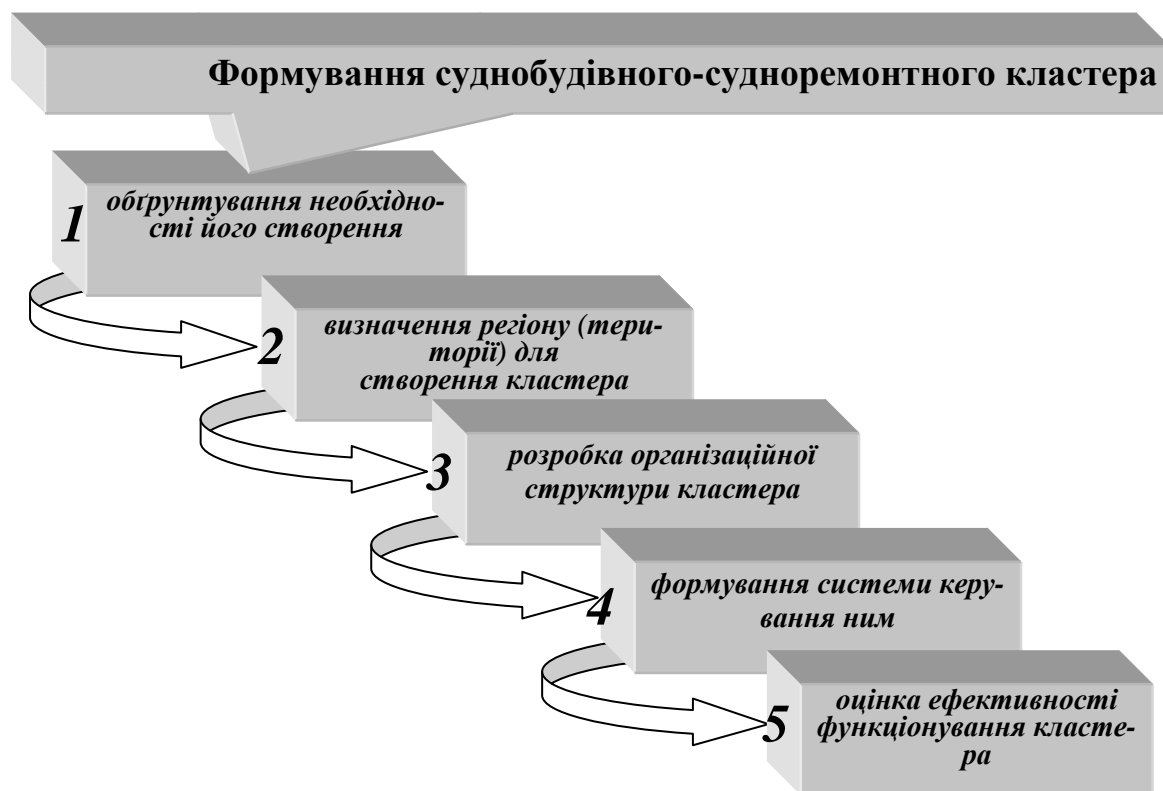 Формування суднобудівного-судноремонтного кластера
1
обґрунтування необхідно-
сті його створення
2
визначення регіону (тери-
торії) для
створення кластера
3
розробка організаційної
структури кластера
4
формування системи керу-
вання ним
5
оцінка ефективності
функціонування класте-
ра